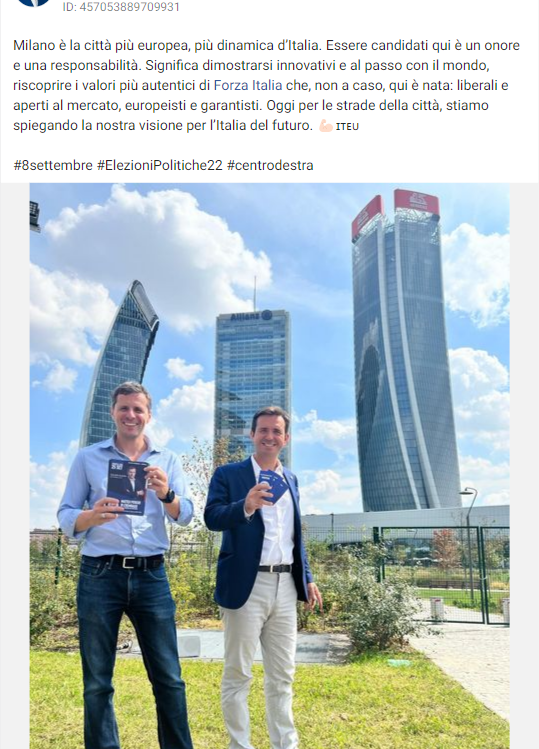 ID: 457053889709931
Milano è la città più europea, più dinamica d'Italia. Essere candidati qui è un onore
e una responsabilità. Significa dimostrarsi innovativi e al passo con il mondo,
riscoprire i valori più autentici di Forza Italia che, non a caso, qui è nata: liberali e
aperti al mercato, europeisti e garantisti. Oggi per le strade della città, stiamo
spiegando la nostra visione per l'Italia del futuro. 💪🏻 ɪᴛᴇᴜ
#8settembre #ElezioniPolitiche22 #centrodestra
Allianz